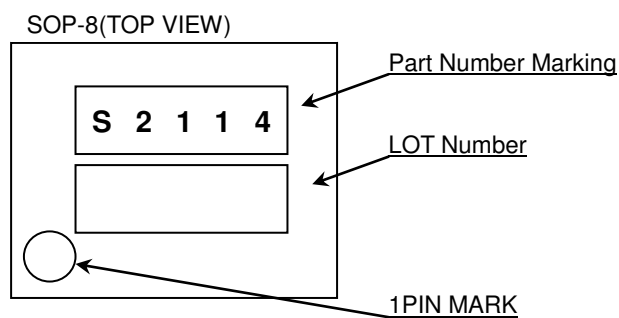 SOP-8(TOP VIEW)
Part Number Marking
S 2 1 1 4
LOT Number
1PIN MARK